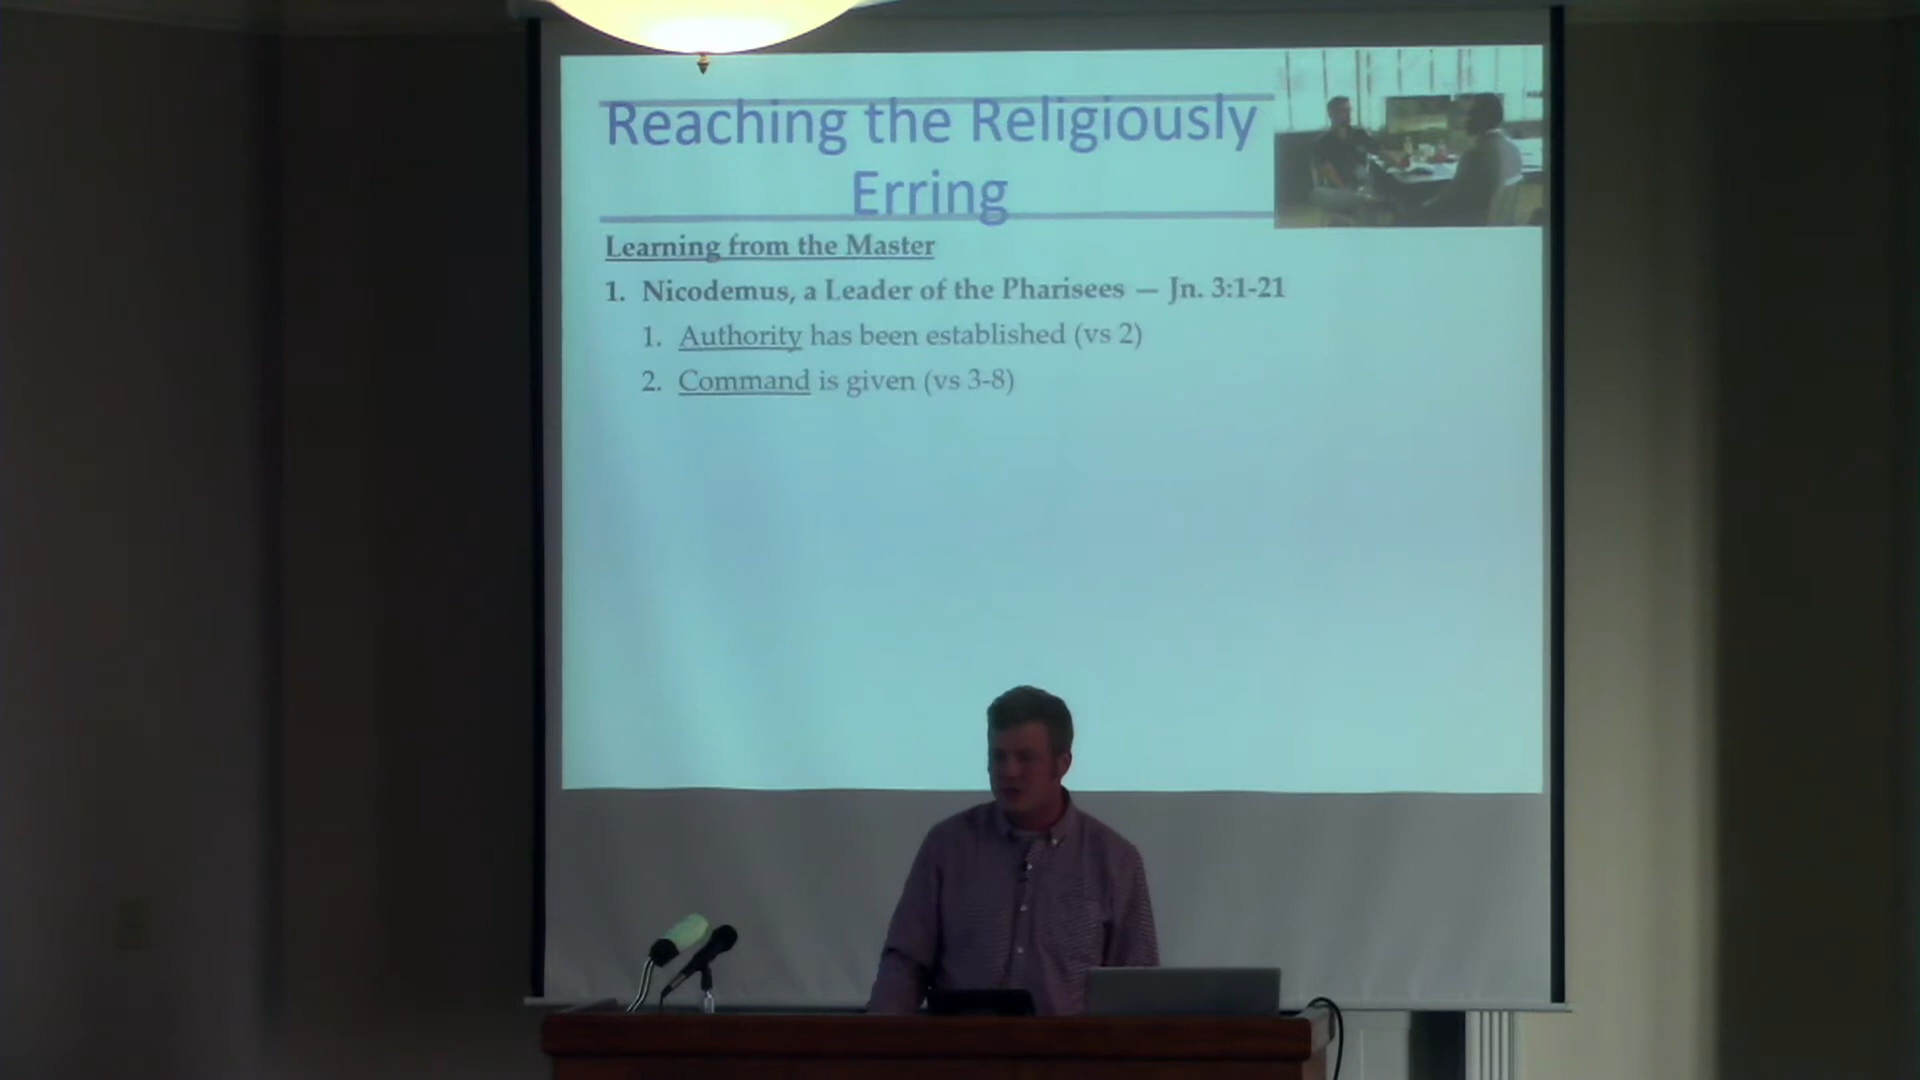 Reaching the Religiously
Erring
Learning from the Master
1. Nicodemus, a Leader of the Pharisees — Jn. 3:1-21
1. Authority has been established (vs 2)
2. Command is given (vs 3-8)